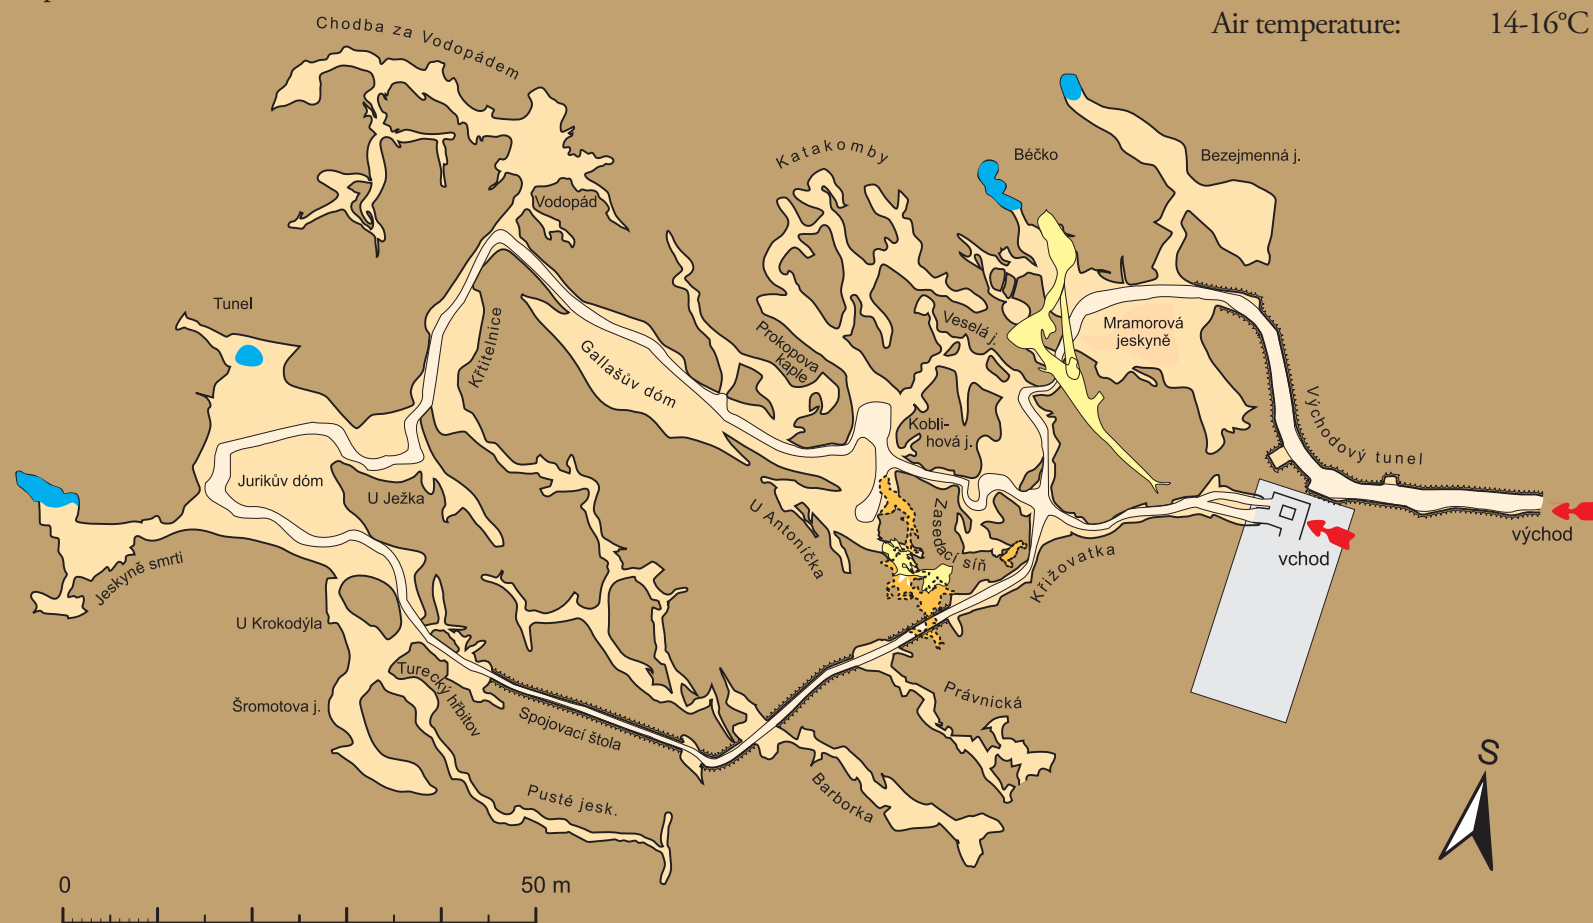 Air temperature: 14-16°C
Chodba za Vodopádem
Katakomby
Béčko
Bezejmenná j.
Vodopád
Tunel
Křtitelnice
Gallašův dóm
Prokopova
kaple
Veselá j.
Mramorová
jeskyně
Východový tunel
Kobli-
hová j.
Jurikův dóm
U Ježka
U Antoníčka
Zasedací síň
Křižovatka
vchod
východ
Jeskyně smrti
U Krokodýla
Turecký hřbitov
Šromotova j.
Spojovací štola
Právnická
Pusté jesk.
Barborka
S
0 50 m